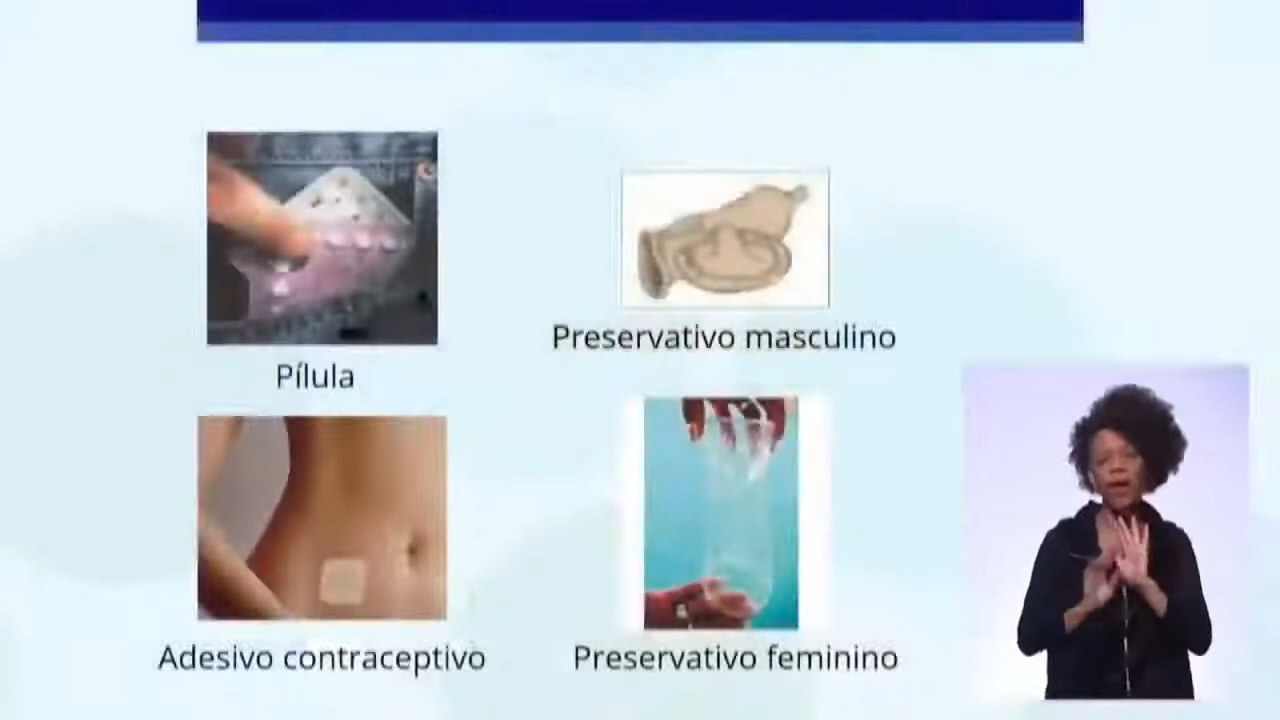 Pílula
Preservativo masculino
Adesivo contraceptivo
Preservativo feminino